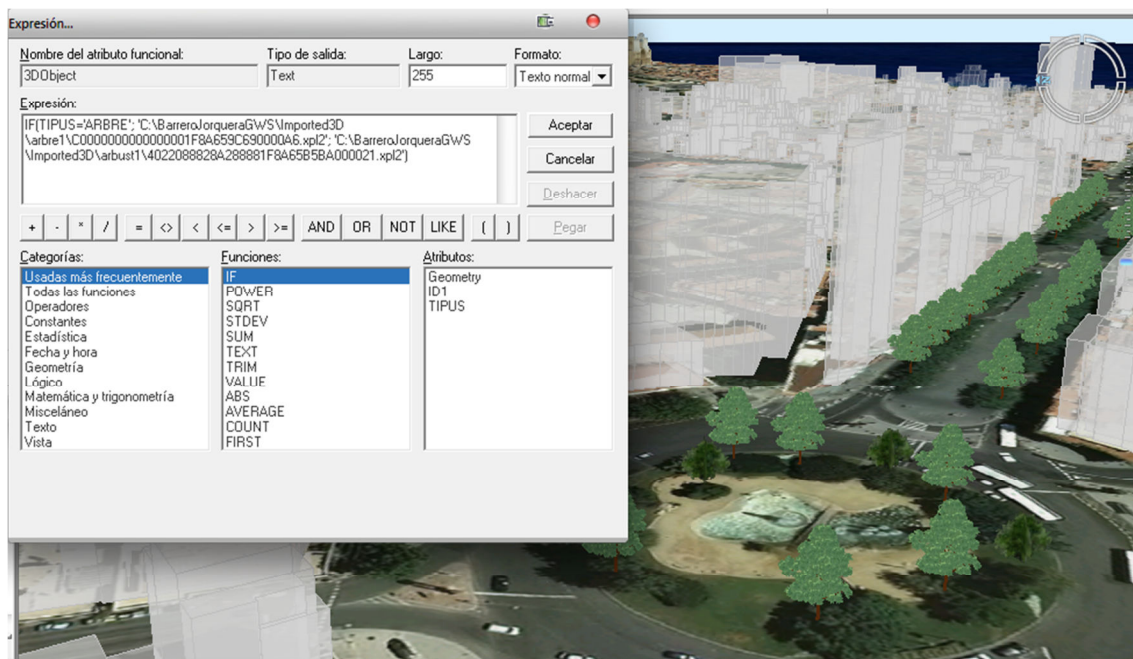 Expresión...
Nombre del atributo funcional: Tipo de salida: Largo: Formato:
3DObject Text 255 Texto normal
Expresión:
IF(TIPUS='ARBRE'; 'C:\BarreroJorqueraGWS\Imported3D
\arbre1\C0000000000000001F8A659C690000A6.xpl2'; 'C:\BarreroJorqueraGWS
\Imported3D\arbust1\4022088828A288881F8A65B5BA000021.xpl2')
Aceptar
Cancelar
Deshacer
+ - * / = <> < <= > >= AND OR NOT LIKE ( ) Pegar
Categorías: Funciones: Atributos:
Usadas más frecuentemente IF Geometry
Todas las funciones POWER ID1
Operadores SQRT TIPUS
Constantes STDEV
Estadística SUM
Fecha y hora TEXT
Geometría TRIM
Lógico VALUE
Matemática y trigonometría ABS
Misceláneo AVERAGE
Texto COUNT
Vista FIRST